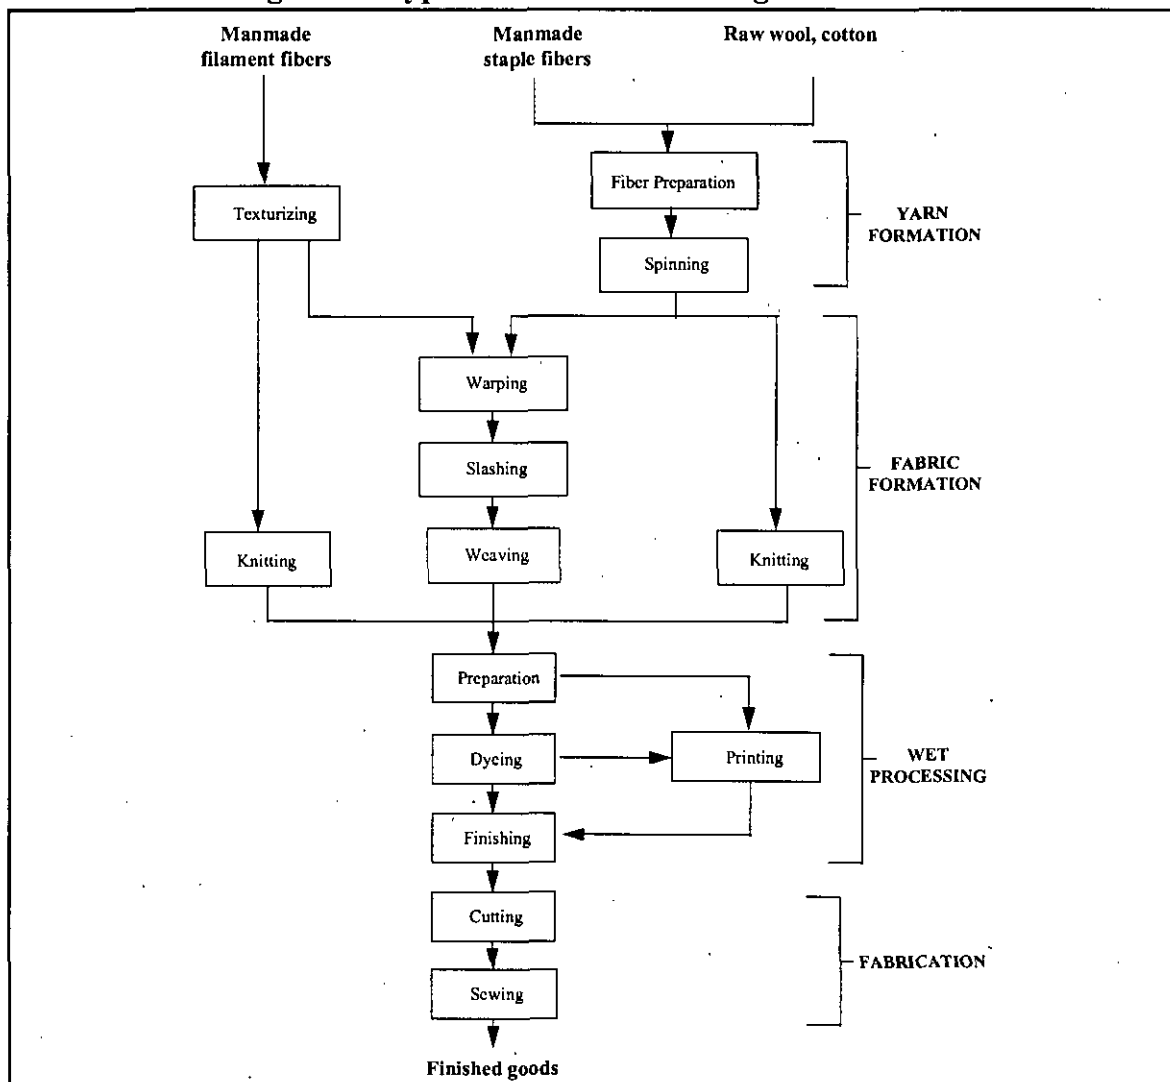 Manmade
filament fibers
Manmade
staple fibers
Raw wool, cotton
Fiber Preparation
Texturizing
YARN
FORMATION
Spinning
Warping
Slashing
FABRIC
FORMATION
Knitting
Weaving
Knitting
Preparation
Dyeing
Printing
WET
PROCESSING
Finishing
Cutting
FABRICATION
Sewing
Finished goods